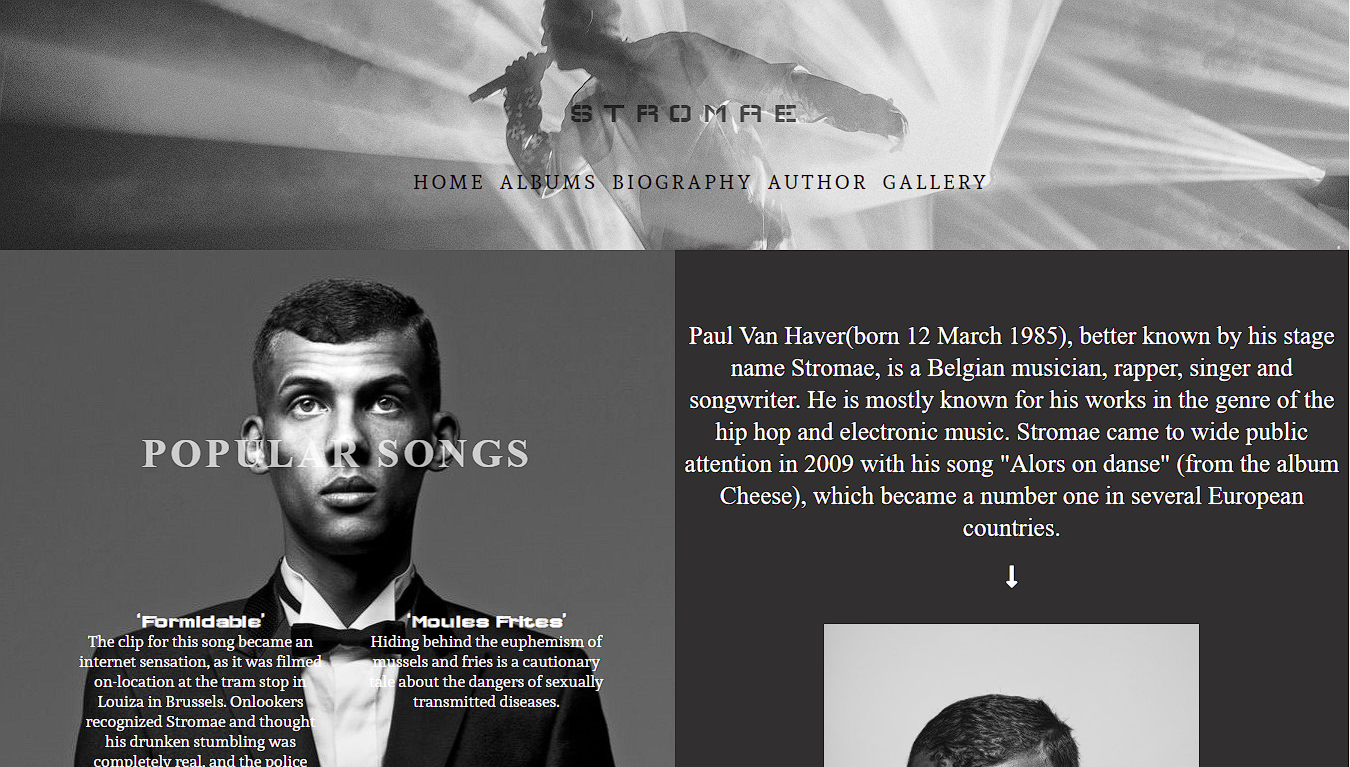 STROMAE
HOME ALBUMS BIOGRAPHY AUTHOR GALLERY
POPULAR SONGS
'Formidable'
The clip for this song became an
internet sensation, as it was filmed
on-location at the tram stop in
Louiza in Brussels. Onlookers
recognized Stromae and thought
his drunken stumbling was
completely real, and the police
'Moules Frites'
Hiding behind the euphemism of
mussels and fries is a cautionary
tale about the dangers of sexually
transmitted diseases.
Paul Van Haver(born 12 March 1985), better known by his stage
name Stromae, is a Belgian musician, rapper, singer and
songwriter. He is mostly known for his works in the genre of the
hip hop and electronic music. Stromae came to wide public
attention in 2009 with his song "Alors on danse" (from the album
Cheese), which became a number one in several European
countries.